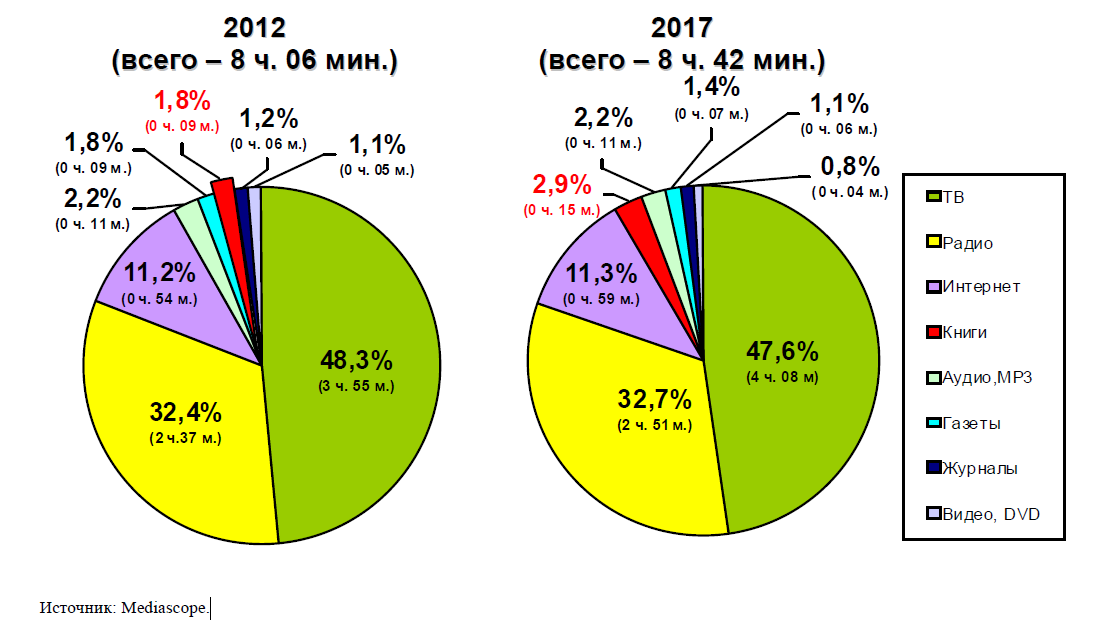 2012
(всего – 8 ч. 06 мин.)
1,8%
(0 ч. 09 м.)
1,2%
(0 ч. 06 м.)
1,8%
(0 ч. 09 м.)
1,1%
(0 ч. 05 м.)
2,2%
(0 ч. 11 м.)
11,2%
(0 ч. 54 м.)
48,3%
(3 ч. 55 м.)
32,4%
(2 ч.37 м.)
2017
(всего – 8 ч. 42 мин.)
1,4%
(0 ч. 07 м.)
2,2%
(0 ч. 11 м.)
1,1%
(0 ч. 06 м.)
2,9%
(0 ч. 15 м.)
0,8%
(0 ч. 04 м.)
11,3%
(0 ч. 59 м.)
47,6%
(4 ч. 08 м)
32,7%
(2 ч. 51 м.)
ТВ
Радио
Интернет
Книги
Аудио,MP3
Газеты
Журналы
Видео, DVD
Источник: Mediascope.